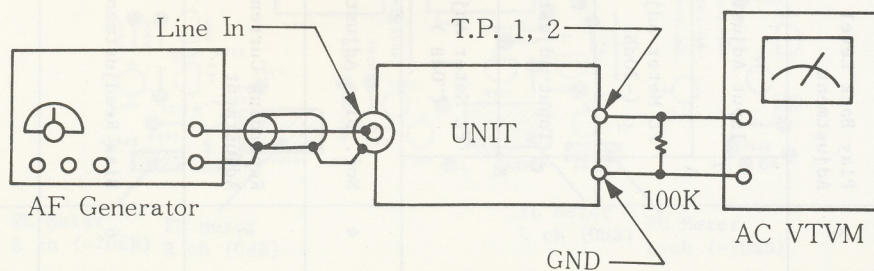 Line In
T.P. 1, 2
UNIT
100K
AF Generator
AC VTVM
GND